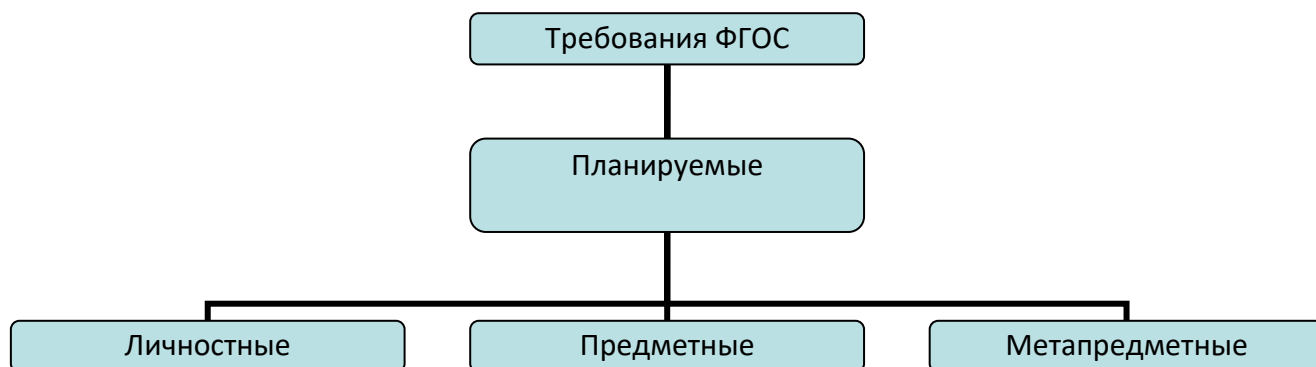 Требования ФГОС
Планируемые
Личностные
Предметные
Метапредметные